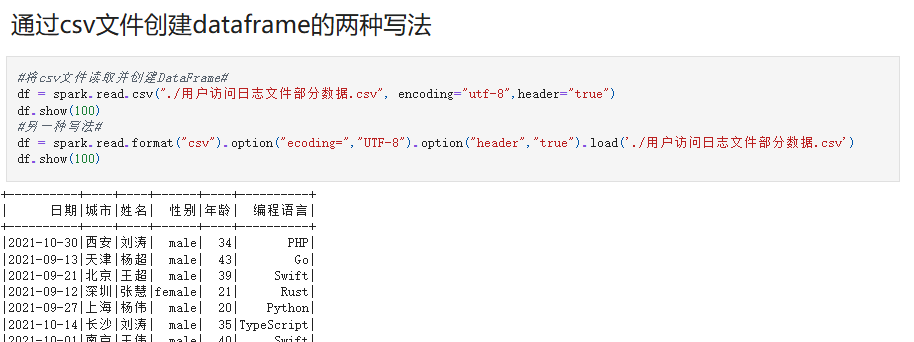 通过csv文件创建dataframe的两种写法
#将csv文件读取并创建DataFrame#
df = spark.read.csv("./用户访问日志文件部分数据.csv", encoding="utf-8",header="true")
df.show(100)
#另一种写法#
df = spark.read.format("csv").option("ecoding=","UTF-8").option("header","true").load('./用户访问日志文件部分数据.csv')
df.show(100)
+----------+----+----+------+----+----------+
|      日期|城市|姓名|  性别|年龄|  编程语言|
+----------+----+----+------+----+----------+
|2021-10-30|西安|刘涛|  male|  34|       PHP|
|2021-09-13|天津|杨超|  male|  43|        Go|
|2021-09-21|北京|王超|  male|  39|     Swift|
|2021-09-12|深圳|张慧|female|  21|      Rust|
|2021-09-27|上海|杨伟|  male|  20|    Python|
|2021-10-14|长沙|刘涛|  male|  35|TypeScript|
|2021-10-01|南京|王伟|  male|  40|     Swift|